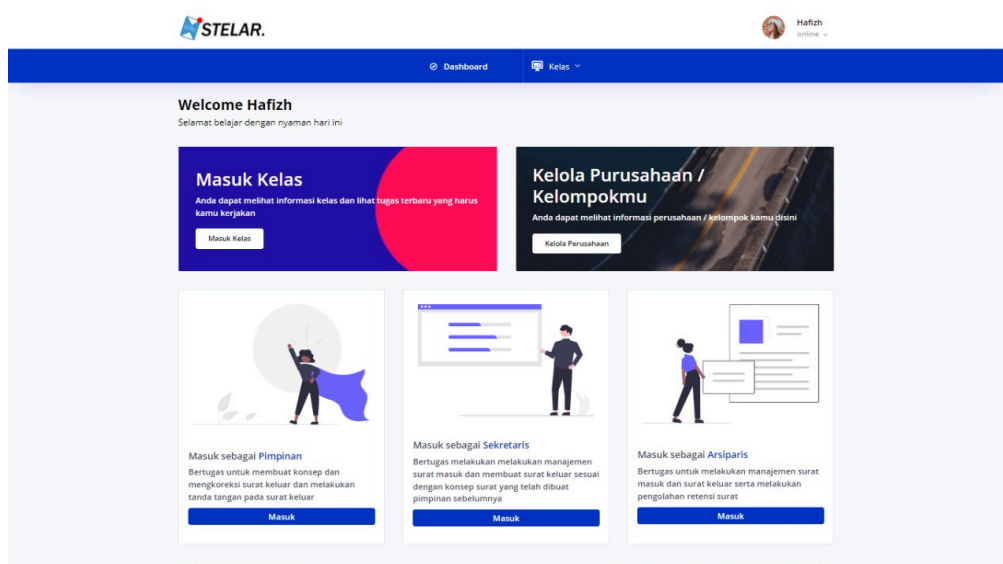 STELAR.
Hafizh
online
Dashboard
Kelas
Welcome Hafizh
Selamat belajar dengan nyaman hari ini
Masuk Kelas
Anda dapat melihat informasi kelas dan lihat tugas terbaru yang harus
kamu kerjakan
Masuk Kelas
Kelola Purusahaan /
Kelompokmu
Anda dapat melihat informasi perusahaan / kelompok kamu disini
Kelola Perusahaan
Masuk sebagai Pimpinan
Bertugas untuk membuat konsep dan
mengkoreksi surat keluar dan melakukan
tanda tangan pada surat keluar
Masuk
Masuk sebagai Sekretaris
Bertugas melakukan melakukan manajemen
surat masuk dan membuat surat keluar sesuai
dengan konsep surat yang telah dibuat
pimpinan sebelumnya
Masuk
Masuk sebagai Arsiparis
Bertugas untuk melakukan manajemen surat
masuk dan surat keluar serta melakukan
pengolahan retensi surat
Masuk